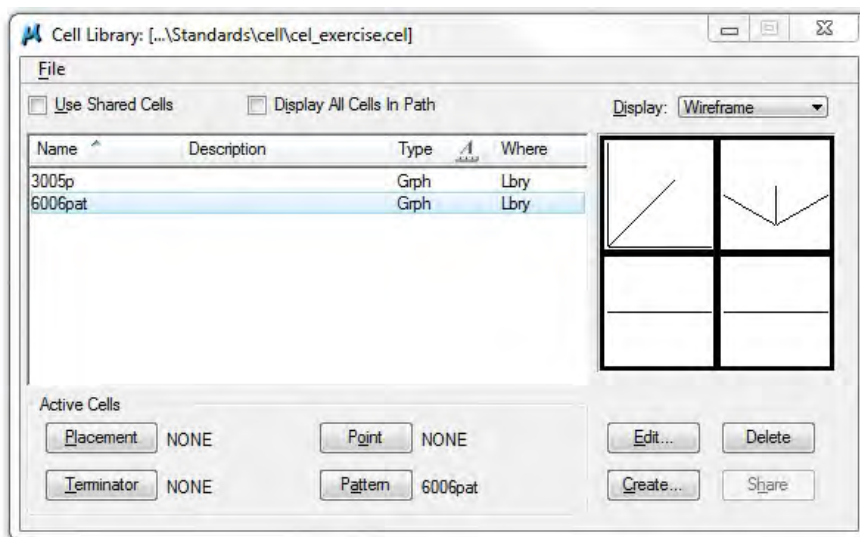 Cell Library: [...\Standards\cell\cel_exercise.cel]
File
Use Shared Cells Display All Cells In Path Display: Wireframe
Name Description Type A Where
3005p Grph Lbry
6006pat Grph Lbry
Active Cells
Placement NONE Point NONE Edit... Delete
Terminator NONE Pattern 6006pat Create... Share